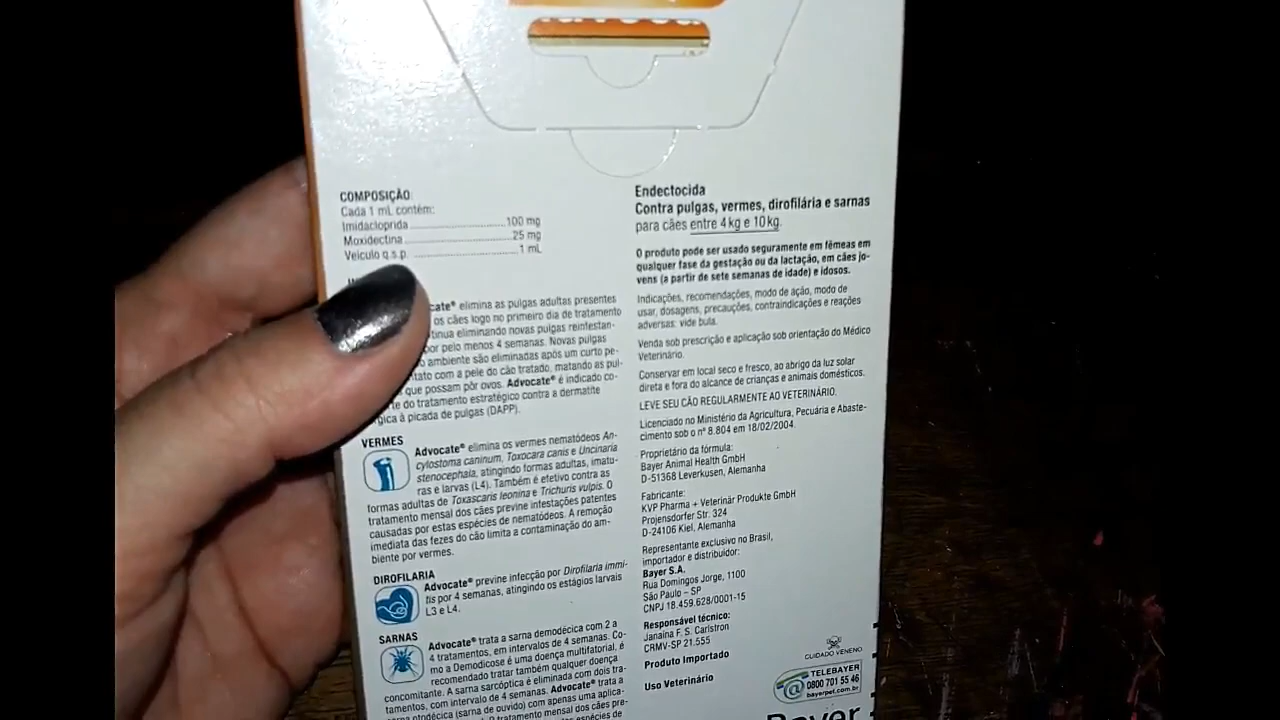 COMPOSIÇÃO:
Cada 1 mL contém:
Imidacloprida ........................ 100 mg
Moxidectina ........................ 25 mg
Veículo q.s.p. ........................ 1 mL
cate® elimina as pulgas adultas presentes
os cães logo no primeiro dia de tratamento
tinua eliminando novas pulgas reinfestan-
por pelo menos 4 semanas. Novas pulgas
ambiente são eliminadas após um curto pe-
tato com a pele do cão tratado, matando as pul-
que possam pôr ovos. Advocate® é indicado co-
te do tratamento estratégico contra a dermatite
gica à picada de pulgas (DAPP).
VERMES
Advocate® elimina os vermes nematódeos An-
cylostoma caninum, Toxocara canis e Uncinaria
stenocephala, atingindo formas adultas, imatu-
ras e larvas (L4). Também é efetivo contra as
formas adultas de Toxascaris leonina e Trichuris vulpis. O
tratamento mensal dos cães previne infestações patentes
causadas por estas espécies de nematódeos. A remoção
imediata das fezes do cão limita a contaminação do am-
biente por vermes.
DIROFILARIA
Advocate® previne infecção por Dirofilaria immi-
tis por 4 semanas, atingindo os estágios larvais
L3 e L4.
SARNAS
Advocate® trata a sarna demodécica com 2 a
4 tratamentos, em intervalos de 4 semanas. Co-
mo a Demodicose é uma doença multifatorial, é
recomendado tratar também qualquer doença
concomitante. A sarna sarcóptica é eliminada com dois tra-
tamentos, com intervalo de 4 semanas. Advocate® trata a
sarna otodécica (sarna de ouvido) com apenas uma aplica-
O tratamento mensal dos cães pre-
espécies de
Endectocida
Contra pulgas, vermes, dirofilária e sarnas
para cães entre 4 kg e 10 kg.
O produto pode ser usado seguramente em fêmeas em
qualquer fase da gestação ou da lactação, em cães jo-
vens (a partir de sete semanas de idade) e idosos.
Indicações, recomendações, modo de ação, modo de
usar, dosagens, precauções, contraindicações e reações
adversas: vide bula.
Venda sob prescrição e aplicação sob orientação do Médico
Veterinário.
Conservar em local seco e fresco, ao abrigo da luz solar
direta e fora do alcance de crianças e animais domésticos.
LEVE SEU CÃO REGULARMENTE AO VETERINÁRIO.
Licenciado no Ministério da Agricultura, Pecuária e Abaste-
cimento sob o nº 8.804 em 18/02/2004.
Proprietário da fórmula:
Bayer Animal Health GmbH
D-51368 Leverkusen, Alemanha
Fabricante:
KVP Pharma + Veterinär Produkte GmbH
Projensdorfer Str. 324
D-24106 Kiel, Alemanha
Representante exclusivo no Brasil,
importador e distribuidor:
Bayer S.A.
Rua Domingos Jorge, 1100
São Paulo – SP
CNPJ 18.459.628/0001-15
Responsável técnico:
Janaína F. S. Carlstron
CRMV-SP 21.555
Produto Importado
Uso Veterinário
CUIDADO VENENO
TELEBAYER
0800 701 55 46
bayerpet.com.br
Bayer